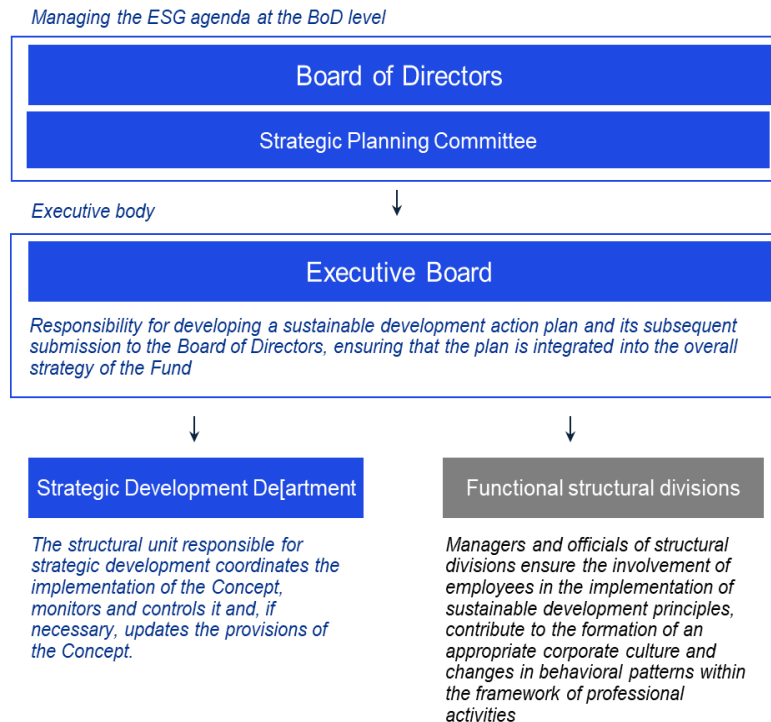 Managing the ESG agenda at the BoD level
Board of Directors
Strategic Planning Committee
Executive body
Executive Board
Responsibility for developing a sustainable development action plan and its subsequent
submission to the Board of Directors, ensuring that the plan is integrated into the overall
strategy of the Fund
Strategic Development De[artment
The structural unit responsible for
strategic development coordinates the
implementation of the Concept,
monitors and controls it and, if
necessary, updates the provisions of
the Concept.
Functional structural divisions
Managers and officials of structural
divisions ensure the involvement of
employees in the implementation of
sustainable development principles,
contribute to the formation of an
appropriate corporate culture and
changes in behavioral patterns within
the framework of professional
activities